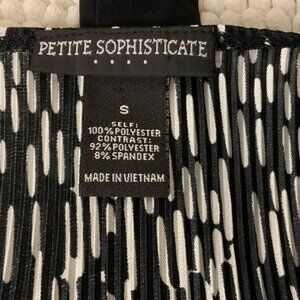 PETITE SOPHISTICATE
S
SELF:
100% POLYESTER
CONTRAST:
92% POLYESTER
8% SPANDEX
MADE IN VIETNAM